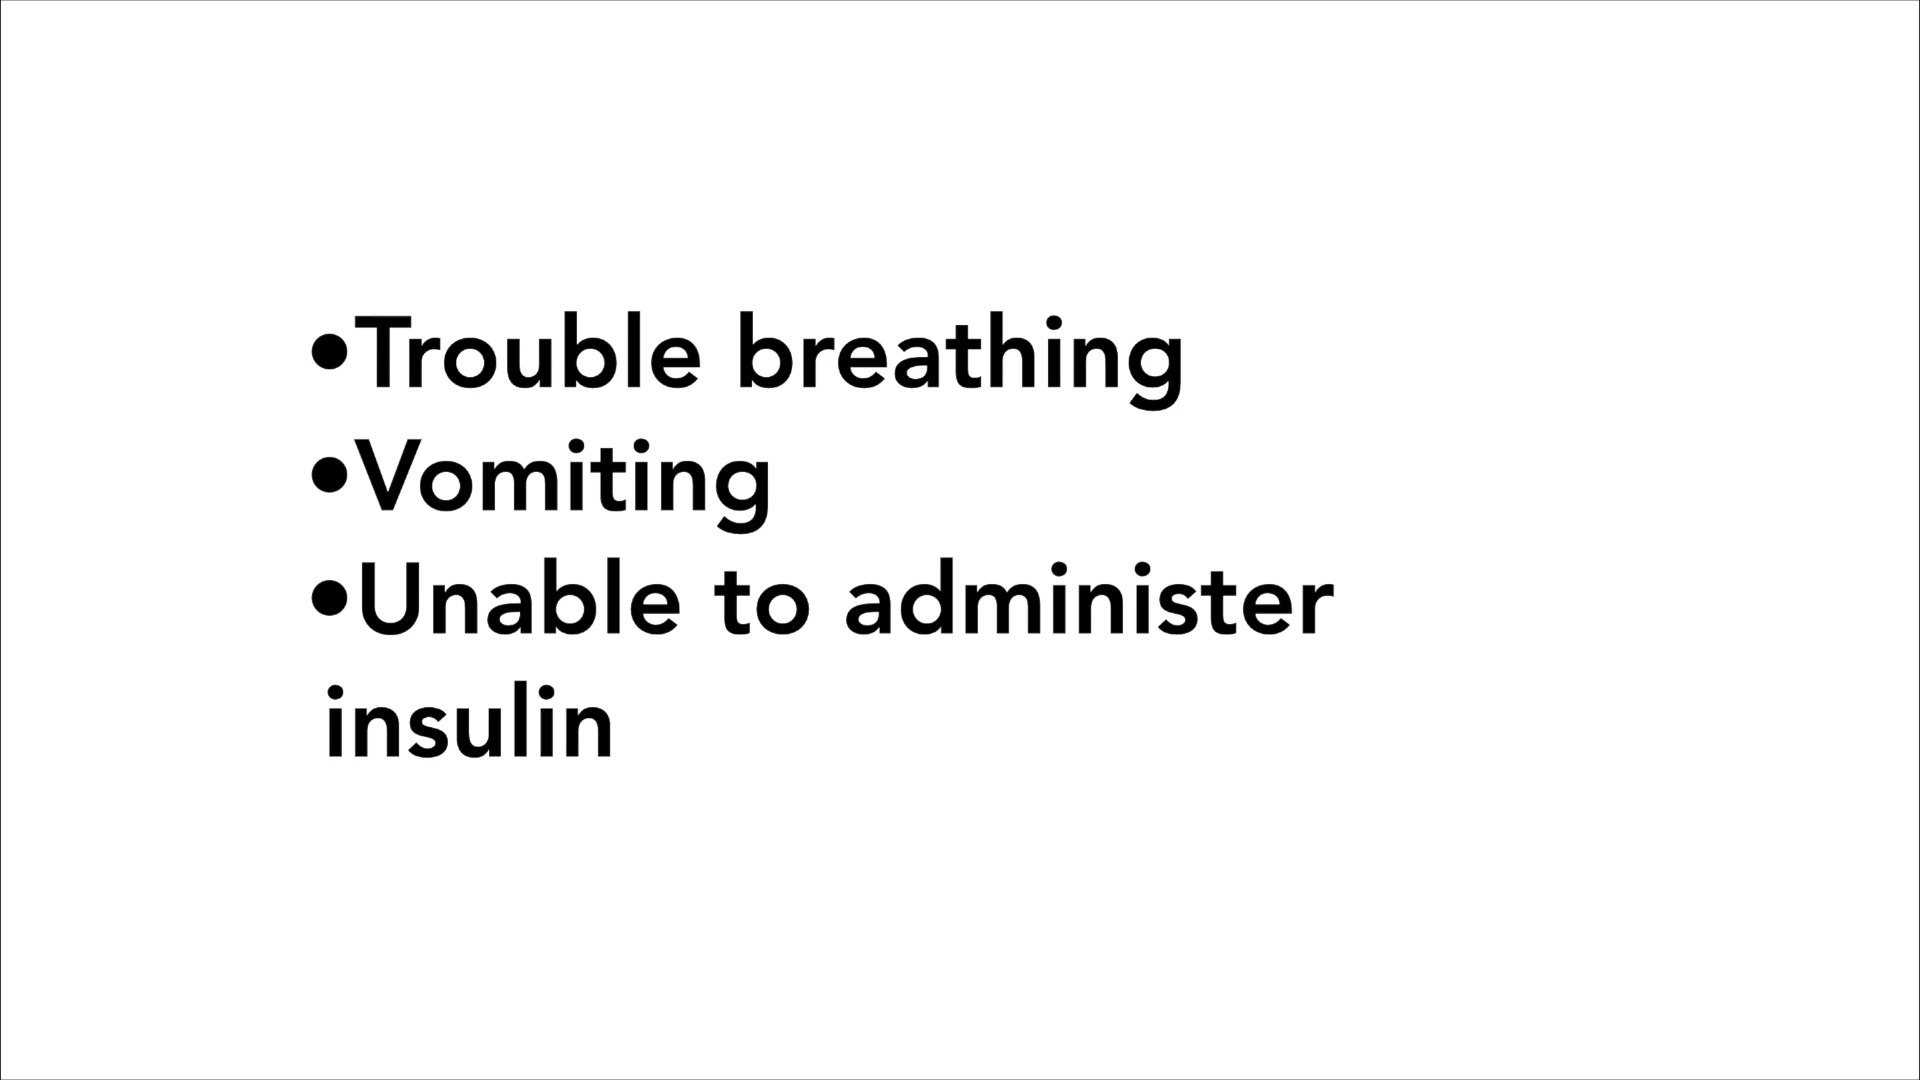 •Trouble breathing
•Vomiting
•Unable to administer
insulin